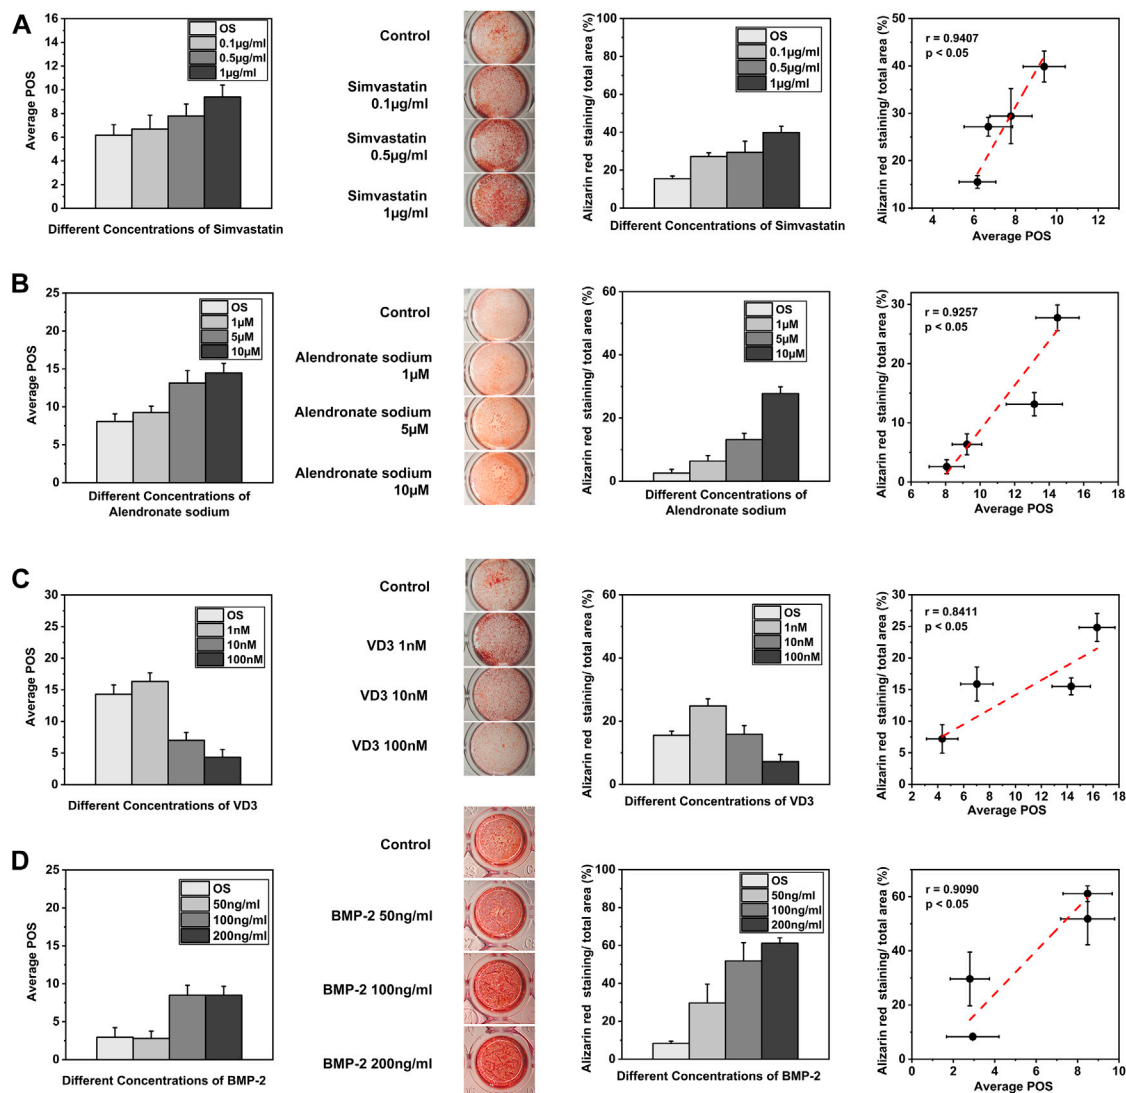 A
Average POS
16
14
12
10
8
6
4
2
0
OS
0.1μg/ml
0.5μg/ml
1μg/ml
Different Concentrations of Simvastatin
Control
Simvastatin
0.1μg/ml
Simvastatin
0.5μg/ml
Simvastatin
1μg/ml
Alizarin red staining/ total area (%)
100
80
60
40
20
0
OS
0.1μg/ml
0.5μg/ml
1μg/ml
Different Concentrations of Simvastatin
Alizarin red staining/ total area (%)
50
40
30
20
10
r = 0.9407
p < 0.05
4 6 8 10 12
Average POS
B
Average POS
25
20
15
10
5
0
OS
1μM
5μM
10μM
Different Concentrations of
Alendronate sodium
Control
Alendronate sodium
1μM
Alendronate sodium
5μM
Alendronate sodium
10μM
Alizarin red staining/ total area (%)
60
40
20
0
OS
1μM
5μM
10μM
Different Concentrations of
Alendronate sodium
Alizarin red staining/ total area (%)
30
20
10
0
r = 0.9257
p < 0.05
6 8 10 12 14 16 18
Average POS
C
Average POS
30
25
20
15
10
5
0
OS
1nM
10nM
100nM
Different Concentrations of VD3
Control
VD3 1nM
VD3 10nM
VD3 100nM
Alizarin red staining/ total area (%)
50
40
30
20
10
0
OS
1nM
10nM
100nM
Different Concentrations of VD3
Alizarin red staining/ total area (%)
30
25
20
15
10
5
0
r = 0.8411
p < 0.05
2 4 6 8 10 12 14 16 18
Average POS
D
Average POS
25
20
15
10
5
0
OS
50ng/ml
100ng/ml
200ng/ml
Different Concentrations of BMP-2
Control
BMP-2 50ng/ml
BMP-2 100ng/ml
BMP-2 200ng/ml
Alizarin red staining/ total area (%)
100
80
60
40
20
0
OS
50ng/ml
100ng/ml
200ng/ml
Different Concentrations of BMP-2
Alizarin red staining/ total area (%)
60
40
20
0
r = 0.9090
p < 0.05
0 2 4 6 8 10
Average POS